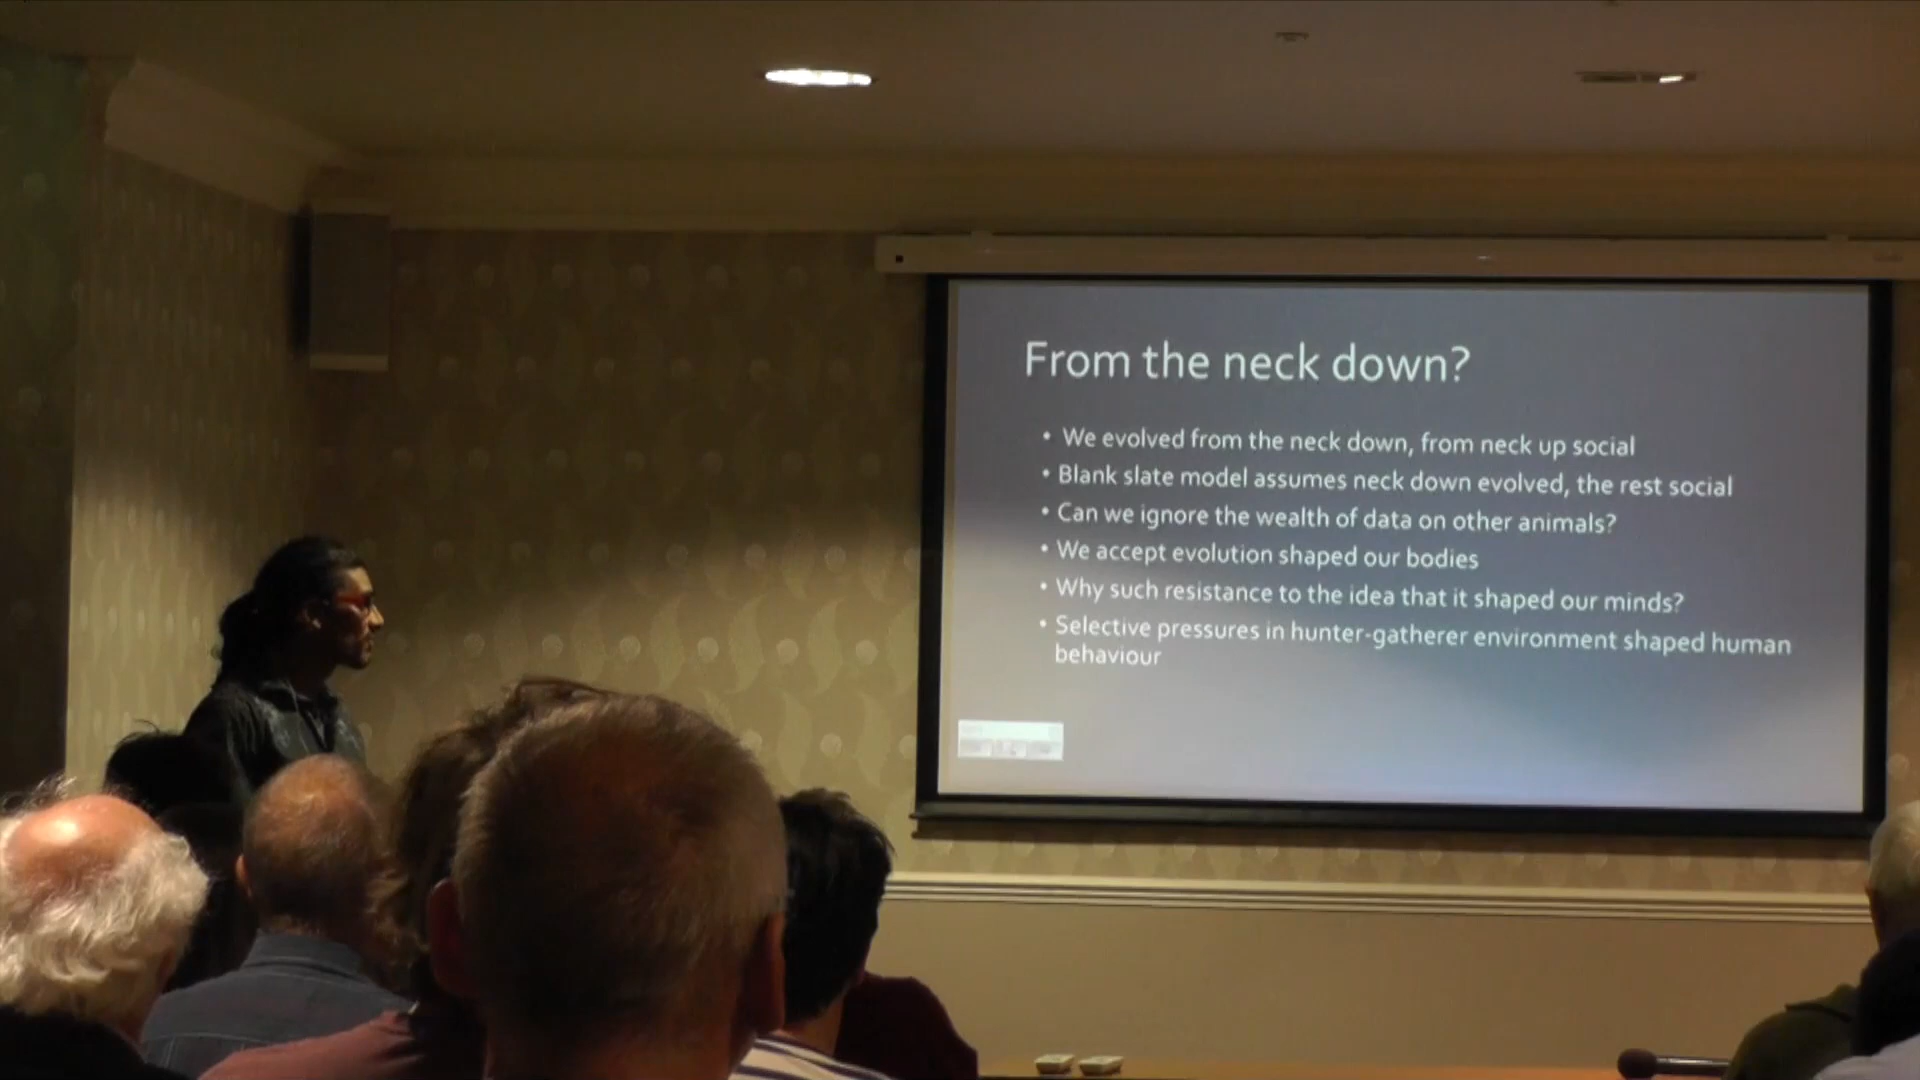 From the neck down?
• We evolved from the neck down, from neck up social
• Blank slate model assumes neck down evolved, the rest social
• Can we ignore the wealth of data on other animals?
• We accept evolution shaped our bodies
• Why such resistance to the idea that it shaped our minds?
• Selective pressures in hunter-gatherer environment shaped human
behaviour